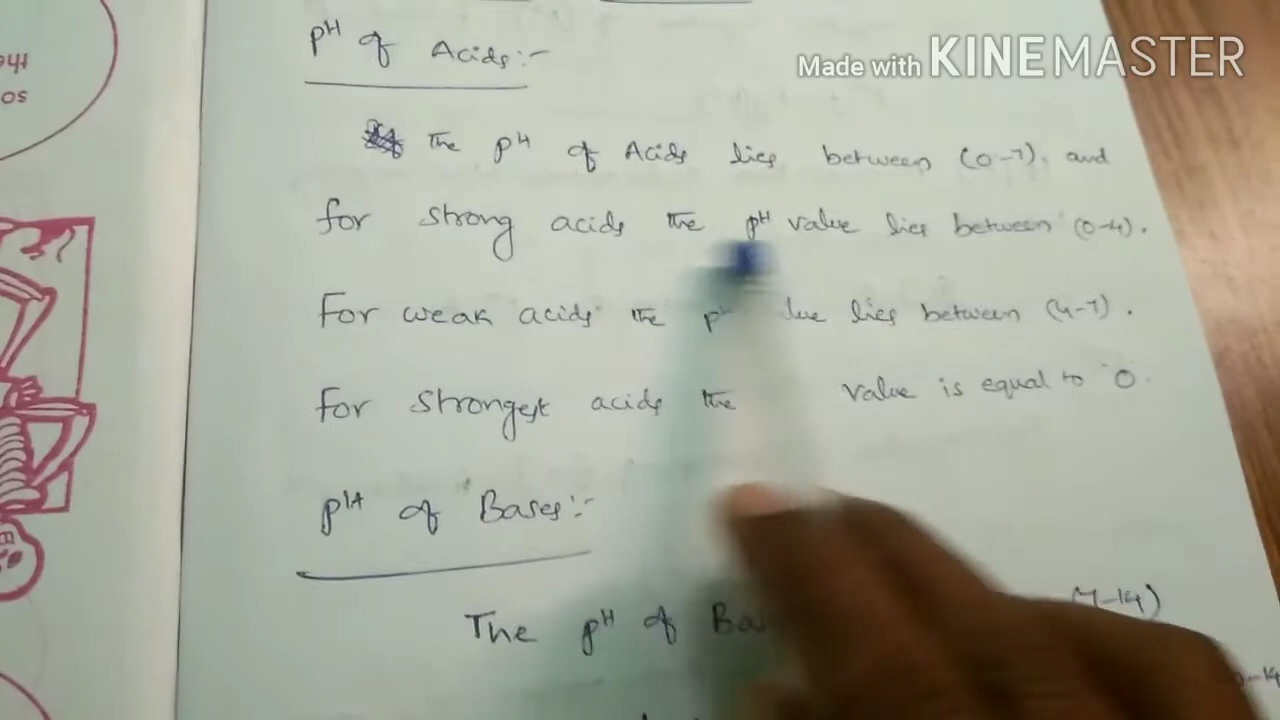 Made with KINEMASTER
pH of Acids:-
The pH of Acids lies between (0-7). and
for strong acids the pH value lies between (0-4).
For weak acids the lies between (4-7).
for strongest acids the value is equal to '0'.
pH of Bases:-
The pH of (7-14)
the
so